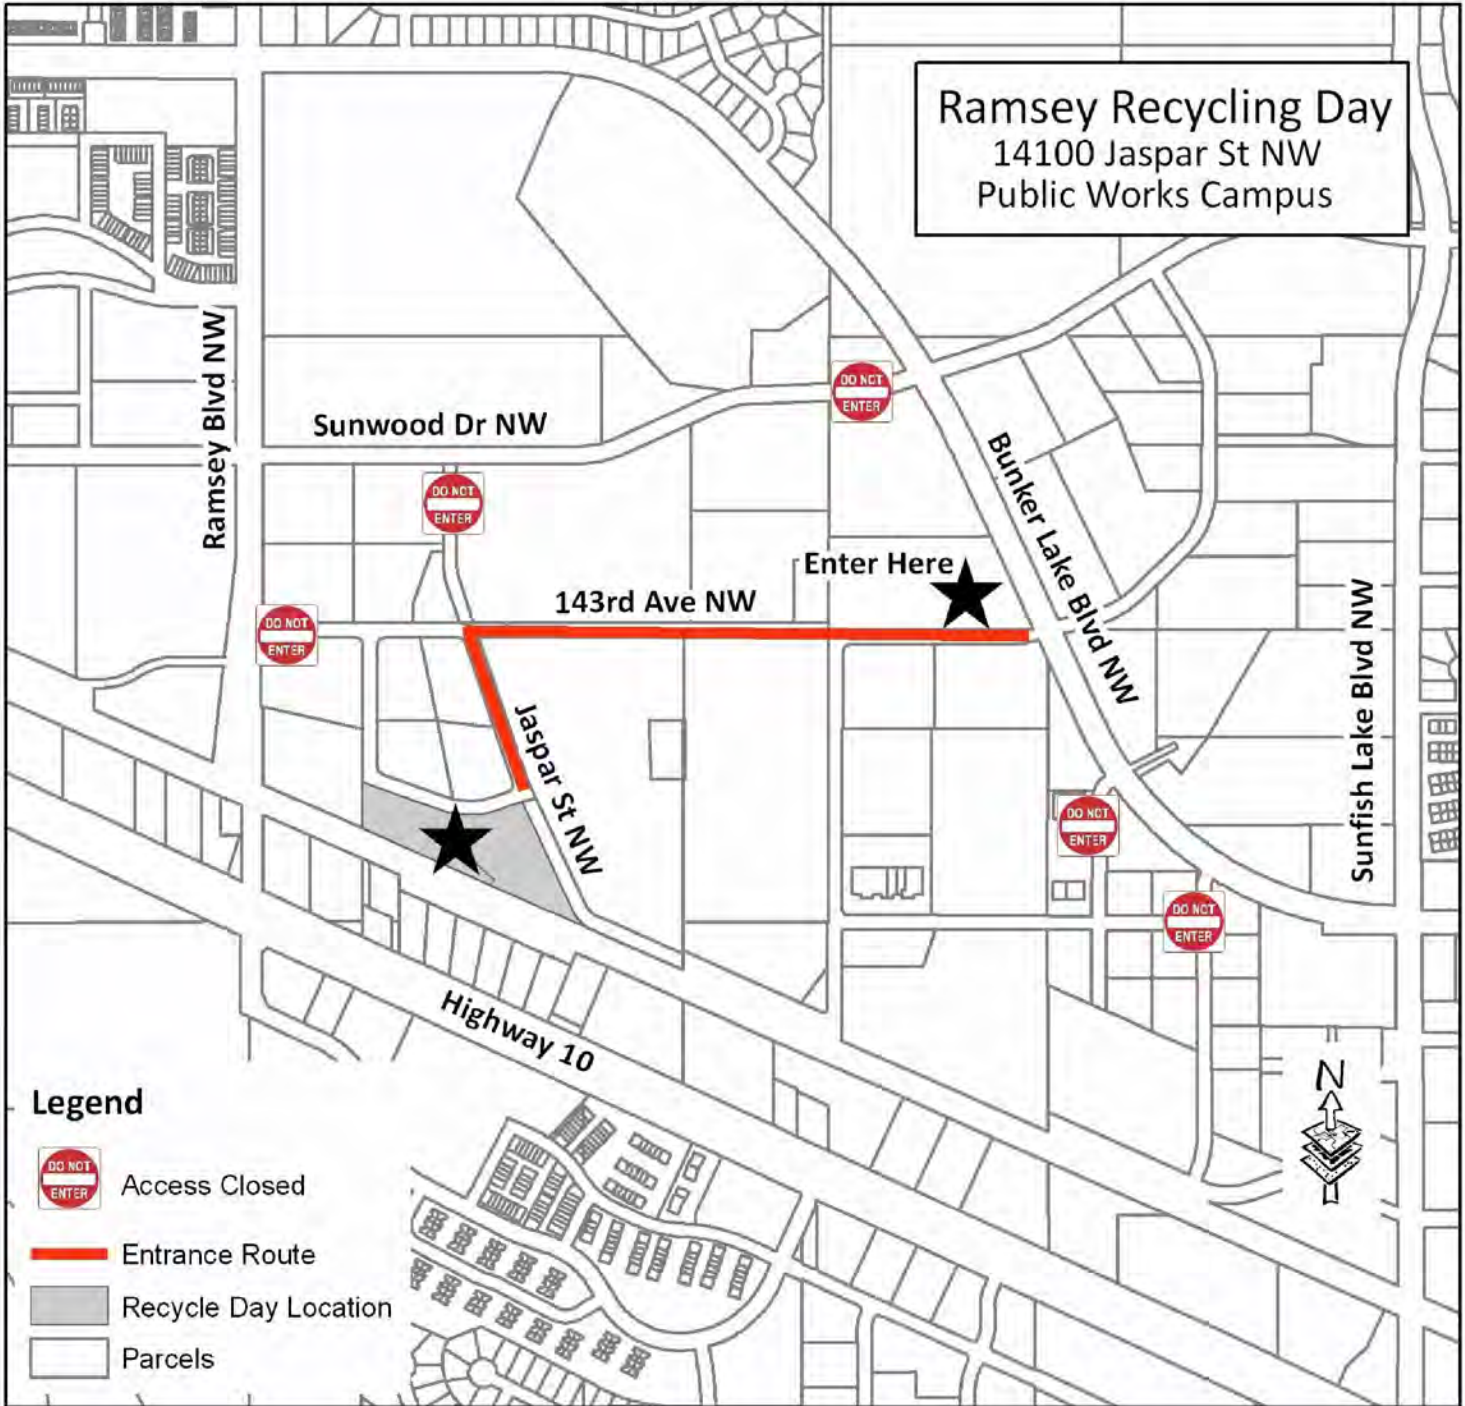 Ramsey Recycling Day
14100 Jaspar St NW
Public Works Campus
Ramsey Blvd NW
Sunwood Dr NW
DO NOT
ENTER
DO NOT
ENTER
Bunker Lake Blvd NW
Enter Here
143rd Ave NW
DO NOT
ENTER
Jaspar St NW
Sunfish Lake Blvd NW
DO NOT
ENTER
DO NOT
ENTER
Highway 10
N
Legend
DO NOT
ENTER
Access Closed
Entrance Route
Recycle Day Location
Parcels